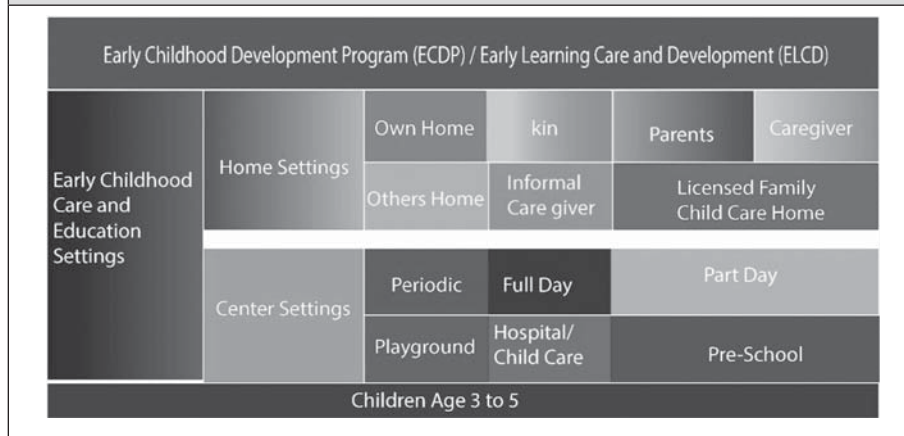 Early Childhood Development Program (ECDP) / Early Learning Care and Development (ELCD)
Early Childhood
Care and
Education
Settings
Home Settings
Own Home
kin
Parents
Caregiver
Others Home
Informal
Care giver
Licensed Family
Child Care Home
Center Settings
Periodic
Full Day
Part Day
Playground
Hospital/
Child Care
Pre-School
Children Age 3 to 5